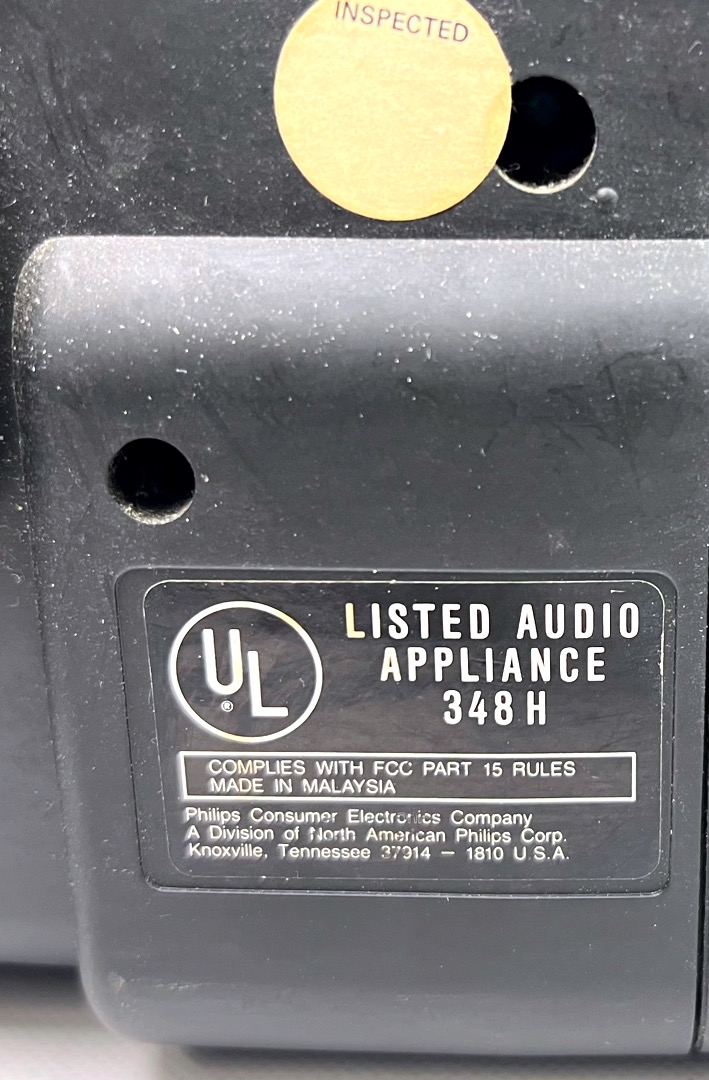 INSPECTED
UL®
LISTED AUDIO
APPLIANCE
348 H
COMPLIES WITH FCC PART 15 RULES
MADE IN MALAYSIA
Philips Consumer Electronics Company
A Division of North American Philips Corp.
Knoxville, Tennessee 37914 – 1810 U.S.A.